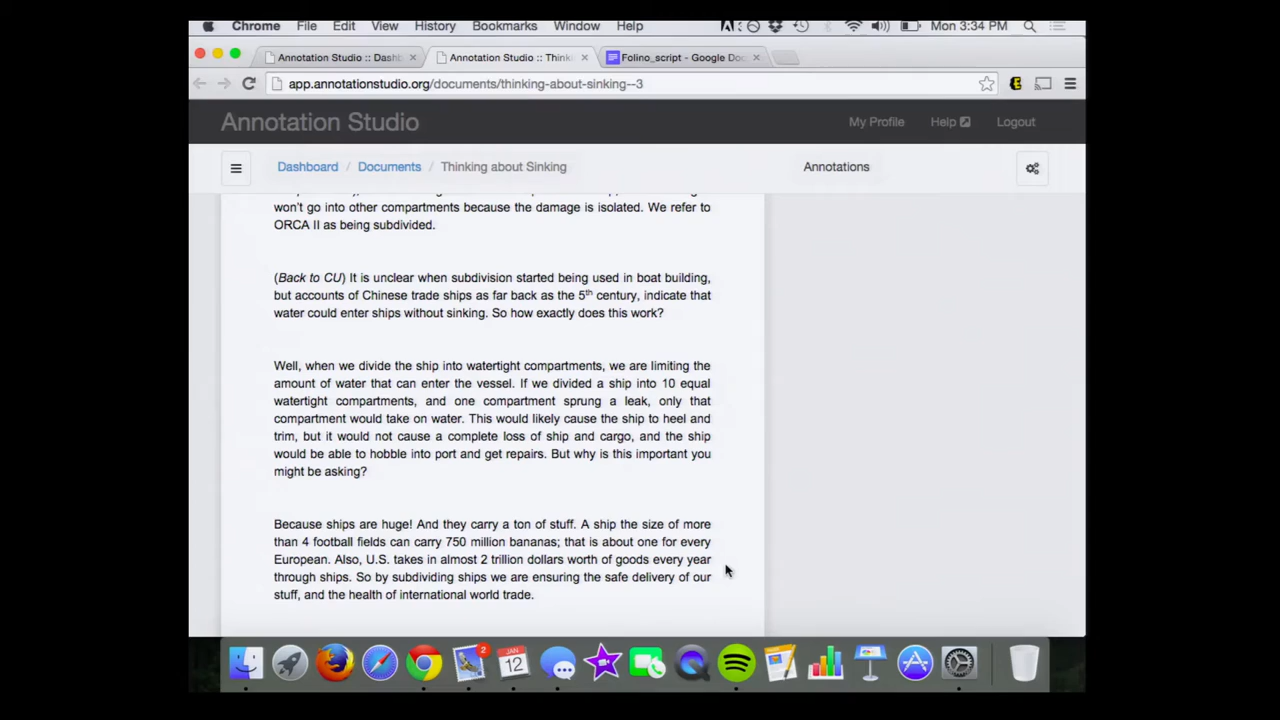 Chrome File Edit View History Bookmarks Window Help Mon 3:34 PM
Annotation Studio :: Dashb
Annotation Studio :: Think
Folino_script - Google Doc
app.annotationstudio.org/documents/thinking-about-sinking--3
Annotation Studio
My Profile Help Logout
Dashboard / Documents / Thinking about Sinking
Annotations
won't go into other compartments because the damage is isolated. We refer to
ORCA II as being subdivided.
(Back to CU) It is unclear when subdivision started being used in boat building,
but accounts of Chinese trade ships as far back as the 5th century, indicate that
water could enter ships without sinking. So how exactly does this work?
Well, when we divide the ship into watertight compartments, we are limiting the
amount of water that can enter the vessel. If we divided a ship into 10 equal
watertight compartments, and one compartment sprung a leak, only that
compartment would take on water. This would likely cause the ship to heel and
trim, but it would not cause a complete loss of ship and cargo, and the ship
would be able to hobble into port and get repairs. But why is this important you
might be asking?
Because ships are huge! And they carry a ton of stuff. A ship the size of more
than 4 football fields can carry 750 million bananas; that is about one for every
European. Also, U.S. takes in almost 2 trillion dollars worth of goods every year
through ships. So by subdividing ships we are ensuring the safe delivery of our
stuff, and the health of international world trade.
2
JAN
12